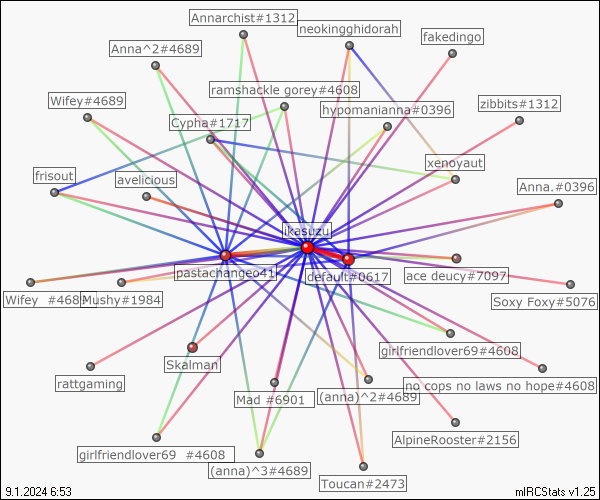 Annarchist#1312
neokingghidorah
fakedingo
Anna^2#4689
ramshackle gorey#4608
Wifey#4689
hypomanianna#0396
zibbits#1312
Cypha#1717
xenoyaut
frisout
avelicious
Anna.#0396
ikasuzu
pastachangeo41
default#0617
ace deucy#7097
Wifey #468
Mushy#1984
Soxy Foxy#5076
girlfriendlover69#4608
Skalman
rattgaming
no cops no laws no hope#4608
Mad #6901
(anna)^2#4689
AlpineRooster#2156
girlfriendlover69 #4608
(anna)^3#4689
Toucan#2473
9.1.2024 6:53
mIRCStats v1.25